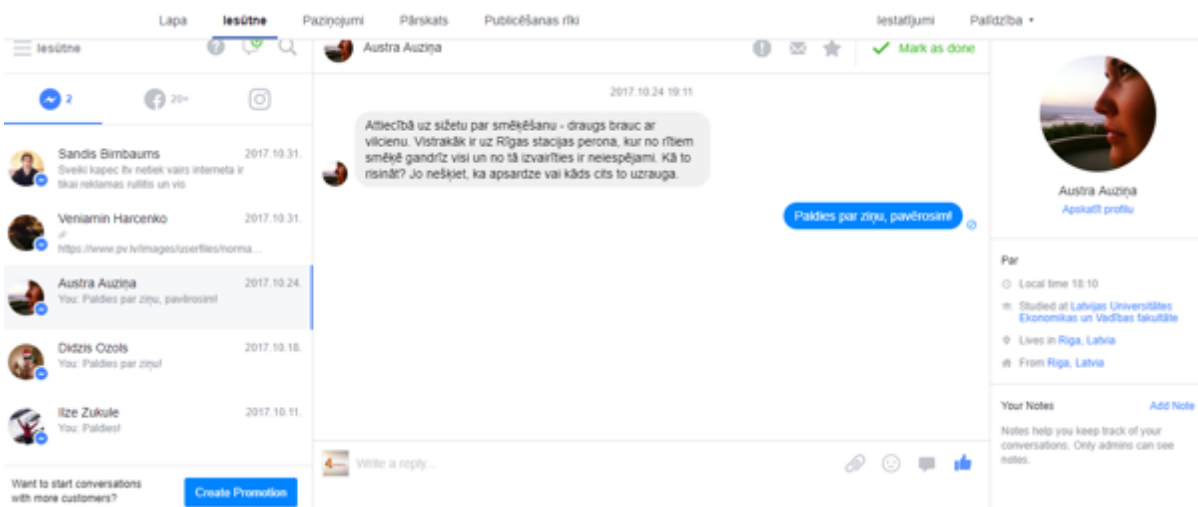 Lapa Iesūtne Paziņojumi Pārskats Publicēšanas rīki Iestatījumi Palīdzība
Iesūtne
2 20+
Sandis Birnbaums 2017.10.31.
Sveiki kapec itv netiek vairs interneta ir
tikai reklamas rullitis un vis
Veniamin Harcenko 2017.10.31.
https://www.pv.lv/images/userfiles/norma...
Austra Auziņa 2017.10.24.
You: Paldies par ziņu, pavērosim!
Didzis Ozols 2017.10.18.
You: Paldies par ziņu!
Ilze Zukule 2017.10.11.
You: Paldies!
Want to start conversations
with more customers?
Create Promotion
Austra Auziņa
Mark as done
2017.10.24 19:11
Attiecībā uz sižetu par smēķēšanu - draugs brauc ar
vilcienu. Vistrakāk ir uz Rīgas stacijas perona, kur no rītiem
smēķē gandrīz visi un no tā izvairīties ir neiespējami. Kā to
risināt? Jo nešķiet, ka apsardze vai kāds cits to uzrauga.
Paldies par ziņu, pavērosim!
4
Write a reply...
Austra Auziņa
Apskatīt profilu
Par
Local time 18:10
Studied at Latvijas Universitātes
Ekonomikas un Vadības fakultāte
Lives in Riga, Latvia
From Riga, Latvia
Your Notes Add Note
Notes help you keep track of your
conversations. Only admins can see
notes.